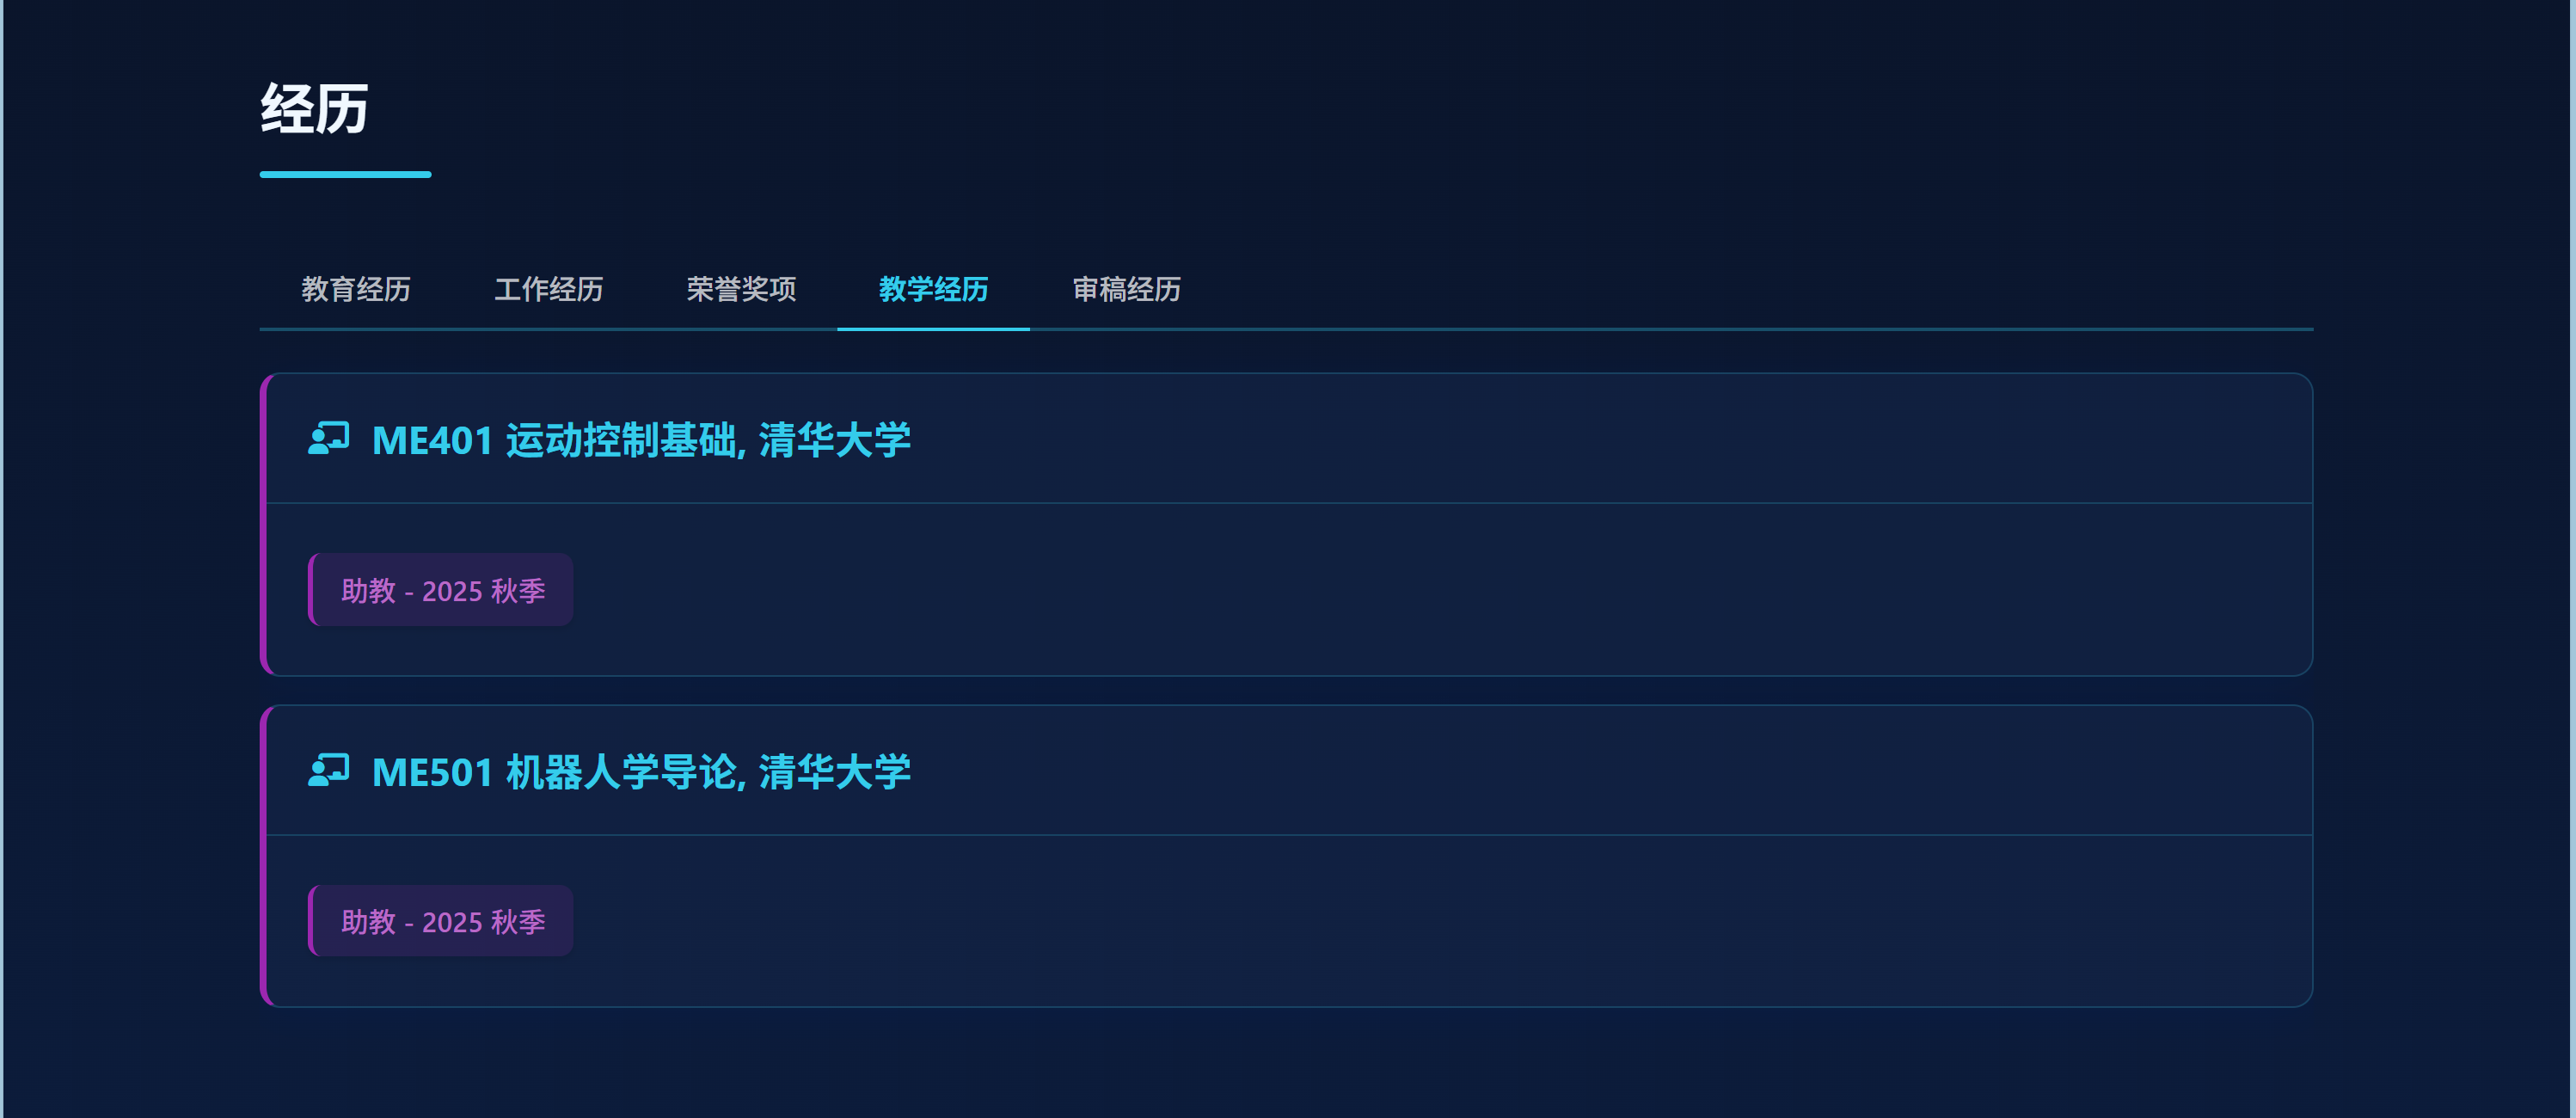 经历
教育经历 工作经历 荣誉奖项 教学经历 审稿经历
ME401 运动控制基础, 清华大学
助教 - 2025 秋季
ME501 机器人学导论, 清华大学
助教 - 2025 秋季